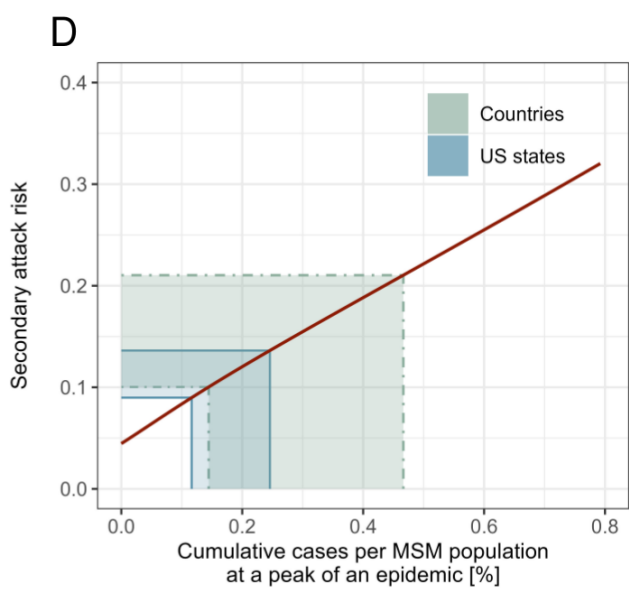 D
0.4
0.3
0.2
0.1
0.0
Secondary attack risk
Countries
US states
0.0 0.2 0.4 0.6 0.8
Cumulative cases per MSM population
at a peak of an epidemic [%]